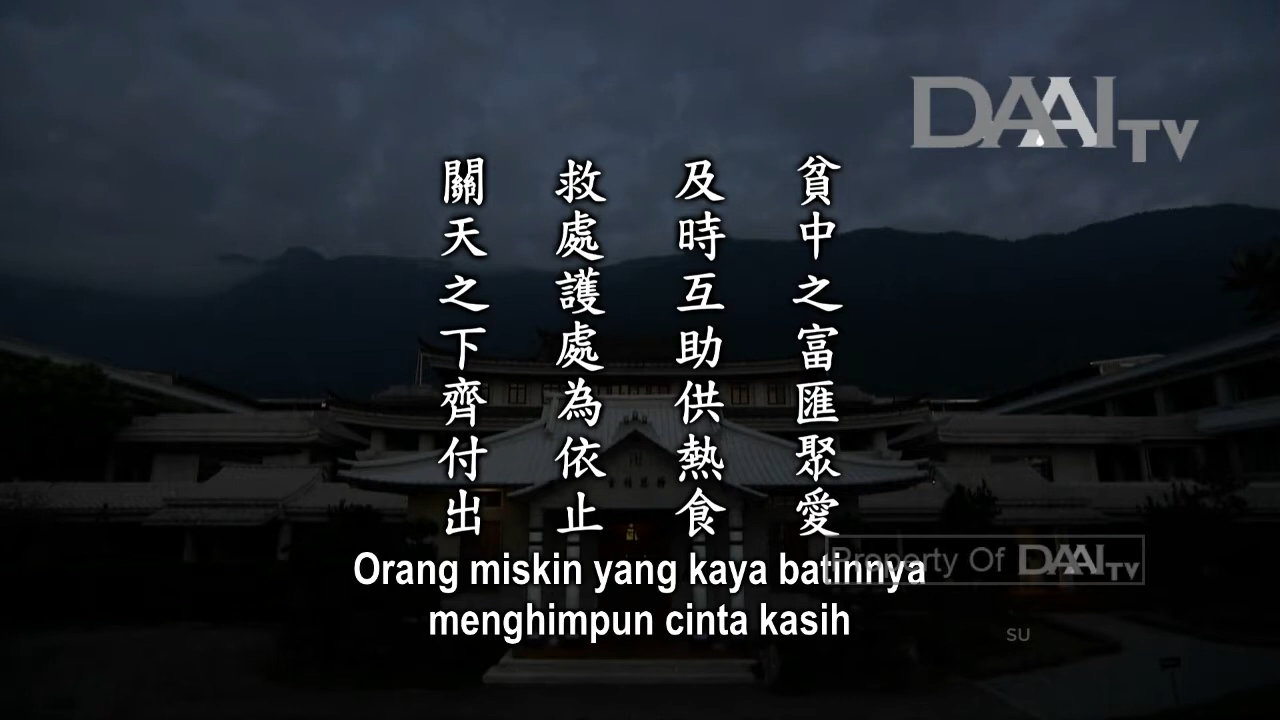 DAAI TV
貧中之富匯聚愛
及時互助供熱食
救處護處為依止
關天之下齊付出
Orang miskin yang kaya batinnya
menghimpun cinta kasih
Property Of DAAI TV
SU